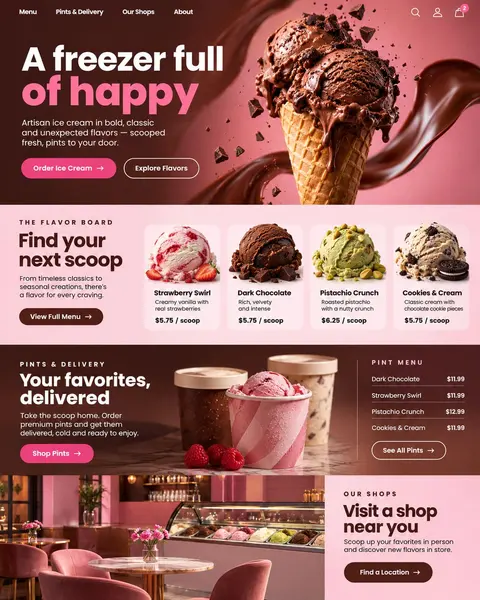 Menu
Pints & Delivery
Our Shops
About
2
A freezer full
of happy
Artisan ice cream in bold, classic
and unexpected flavors — scooped
fresh, pints to your door.
Order Ice Cream →
Explore Flavors
THE FLAVOR BOARD
Find your
next scoop
From timeless classics to
seasonal creations, there's
a flavor for every craving.
View Full Menu →
Strawberry Swirl
Creamy vanilla with
real strawberries
$5.75 / scoop
Dark Chocolate
Rich, velvety
and intense
$5.75 / scoop
Pistachio Crunch
Roasted pistachio
with a nutty crunch
$6.25 / scoop
Cookies & Cream
Classic cream with
chocolate cookie pieces
$5.75 / scoop
PINTS & DELIVERY
Your favorites,
delivered
Take the scoop home. Order
premium pints and get them
delivered, cold and ready to enjoy.
Shop Pints →
PINT MENU
Dark Chocolate $11.99
Strawberry Swirl $11.99
Pistachio Crunch $12.99
Cookies & Cream $11.99
See All Pints →
OUR SHOPS
Visit a shop
near you
Scoop up your favorites in person
and discover new flavors in store.
Find a Location →